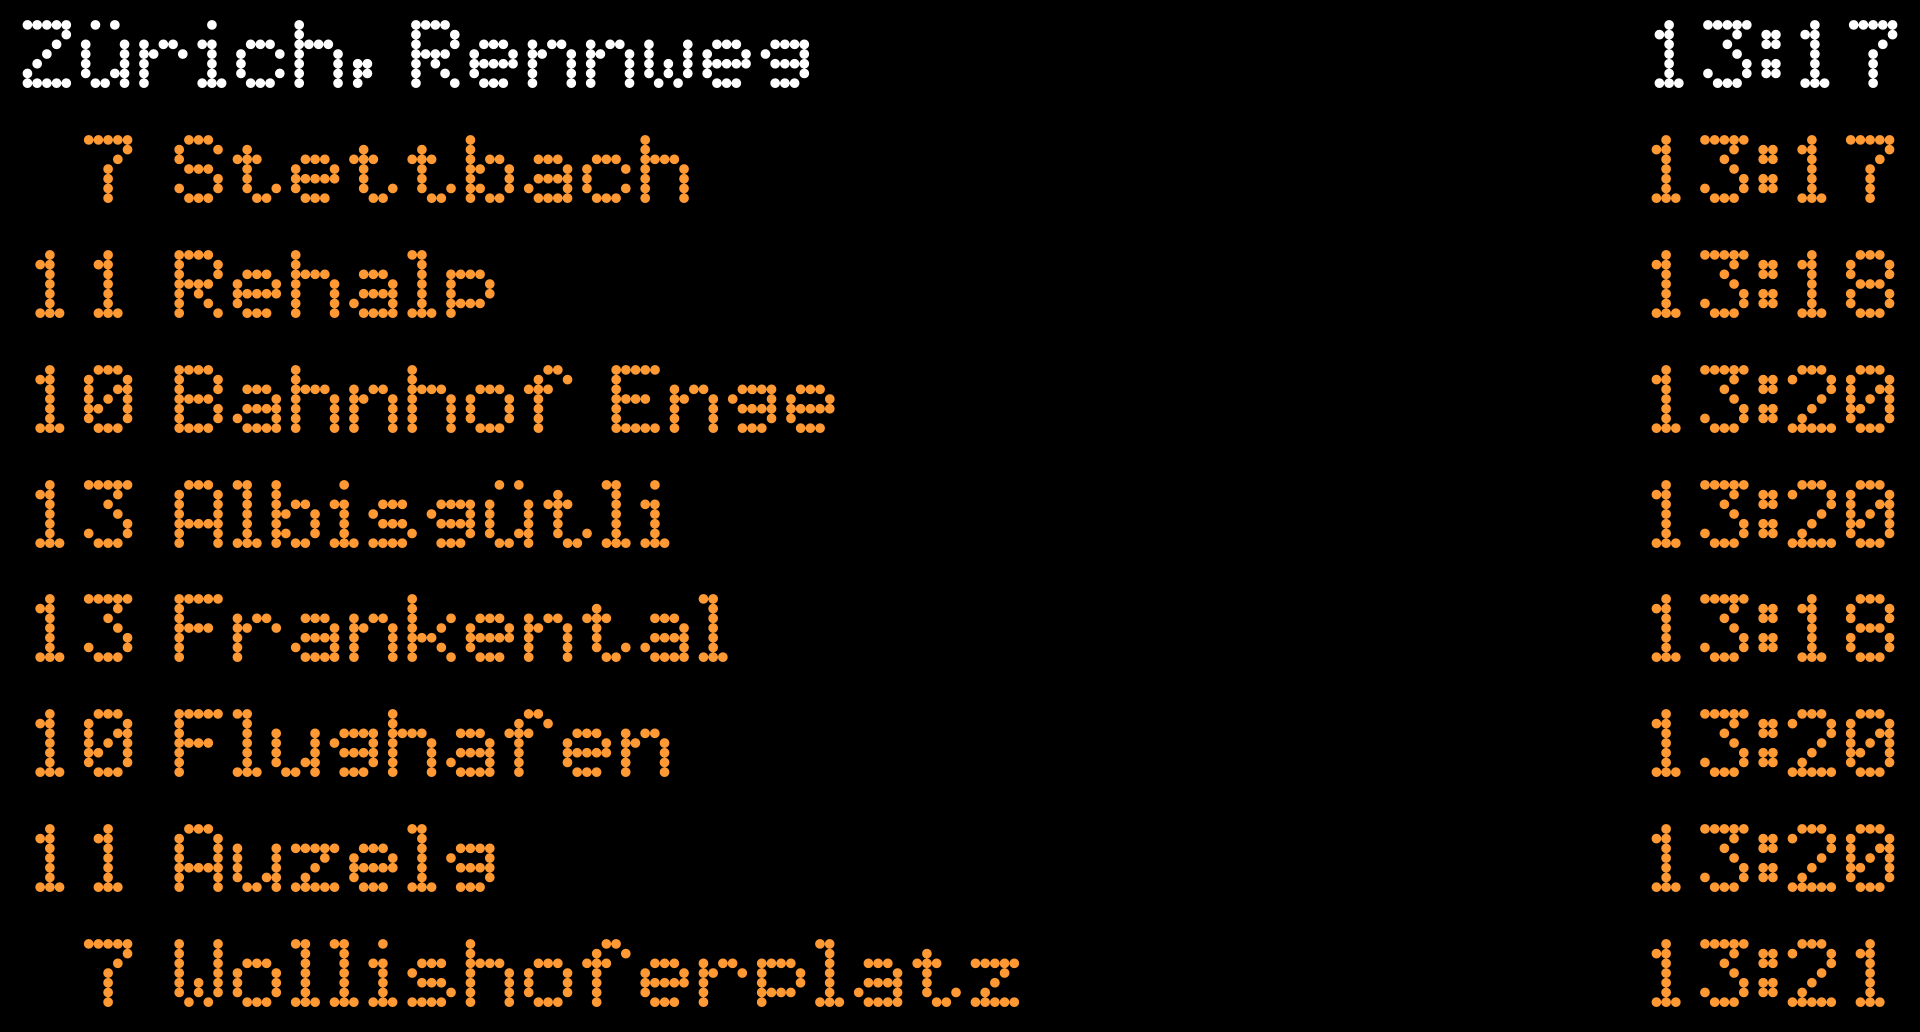 Zürich, Rennweg 13:17
7 Stettbach 13:17
11 Rehalp 13:18
10 Bahnhof Enge 13:20
13 Albisgütli 13:20
13 Frankental 13:18
10 Flughafen 13:20
11 Auzelg 13:20
7 Wollishoferplatz 13:21